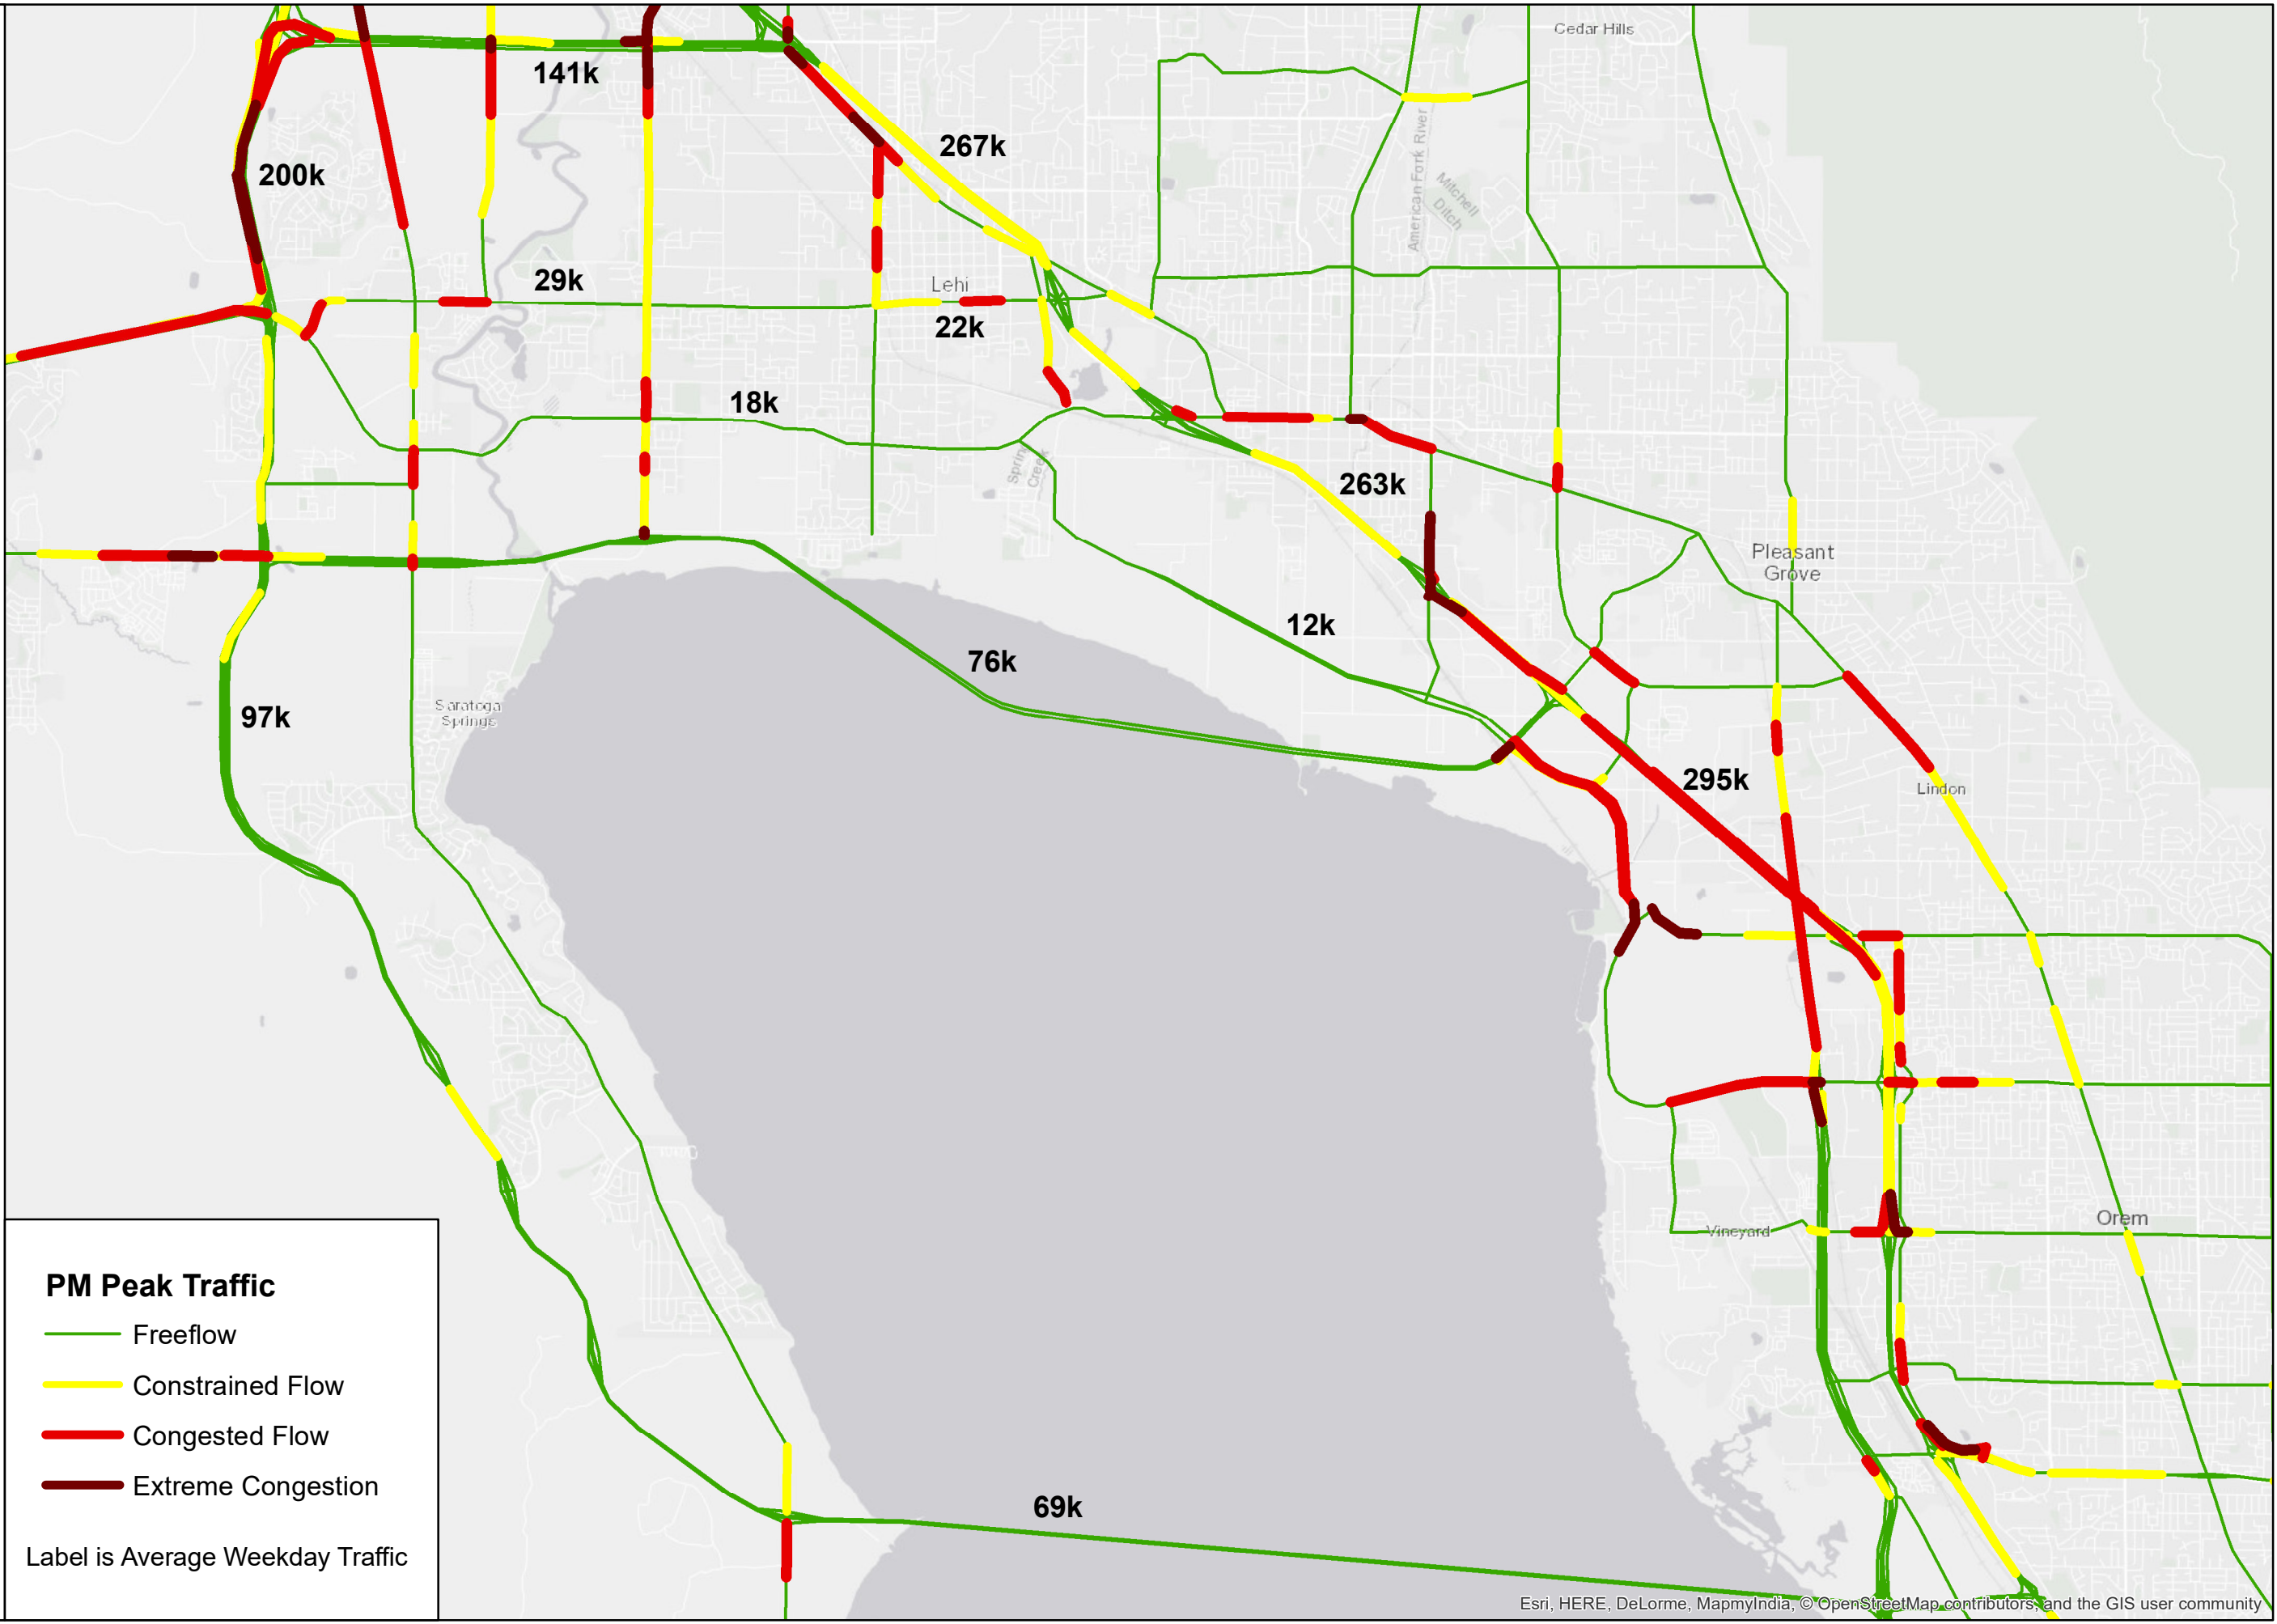 Cedar Hills
141k
267k
200k
American Fork River
Mitchell
Ditch
29k
Lehi
22k
18k
Spring
Creek
263k
Pleasant
Grove
12k
76k
97k
Saratoga
Springs
295k
Lindon
Vineyard
Orem
PM Peak Traffic
Freeflow
Constrained Flow
Congested Flow
Extreme Congestion
Label is Average Weekday Traffic
69k
Esri, HERE, DeLorme, MapmyIndia, © OpenStreetMap contributors, and the GIS user community